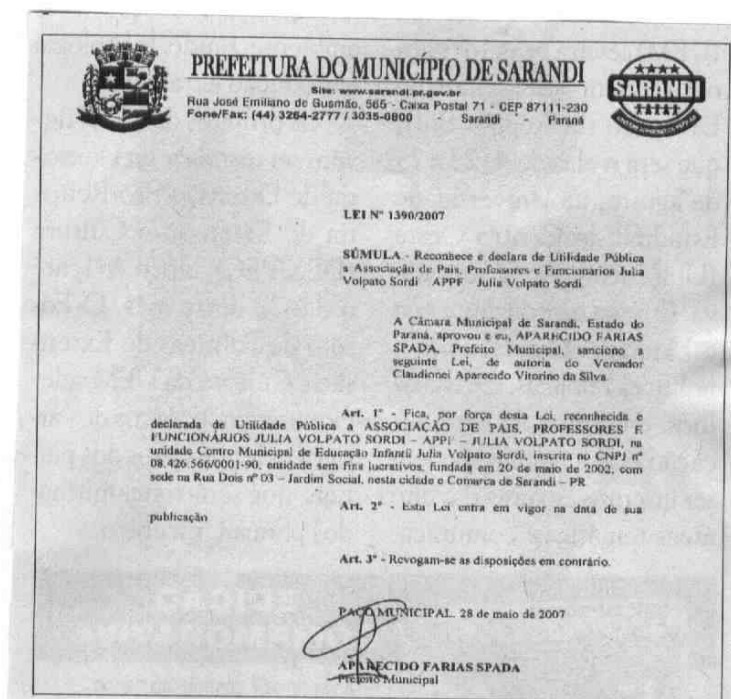 PREFEITURA DO MUNICÍPIO DE SARANDI
Site: www.sarandi.pr.gov.br
Rua José Emiliano de Gusmão, 565 - Caixa Postal 71 - CEP 87111-230
Fone/Fax: (44) 3264-2777 / 3035-0800 Sarandi - Paraná
SARANDI
LEI Nº 1390/2007
SÚMULA - Reconhece e declara de Utilidade Pública
a Associação de Pais, Professores e Funcionários Julia
Volpato Sordi - APPF Julia Volpato Sordi.
A Câmara Municipal de Sarandi, Estado do
Paraná, aprovou e eu, APARECIDO FARIAS
SPADA, Prefeito Municipal, sanciono a
seguinte Lei, de autoria do Vereador
Claudionei Aparecido Vitorino da Silva.
Art. 1º - Fica, por força desta Lei, reconhecida e
declarada de Utilidade Pública a ASSOCIAÇÃO DE PAIS, PROFESSORES E
FUNCIONÁRIOS JULIA VOLPATO SORDI - APPF - JULIA VOLPATO SORDI, na
unidade Centro Municipal de Educação Infantil Julia Volpato Sordi, inscrita no CNPJ nº
08.426.566/0001-90, entidade sem fins lucrativos, fundada em 20 de maio de 2002, com
sede na Rua Dois nº 03 - Jardim Social, nesta cidade e Comarca de Sarandi - PR
Art. 2º - Esta Lei entra em vigor na data de sua
publicação
Art. 3º - Revogam-se as disposições em contrário.
PAÇO MUNICIPAL, 28 de maio de 2007
APARECIDO FARIAS SPADA
Prefeito Municipal